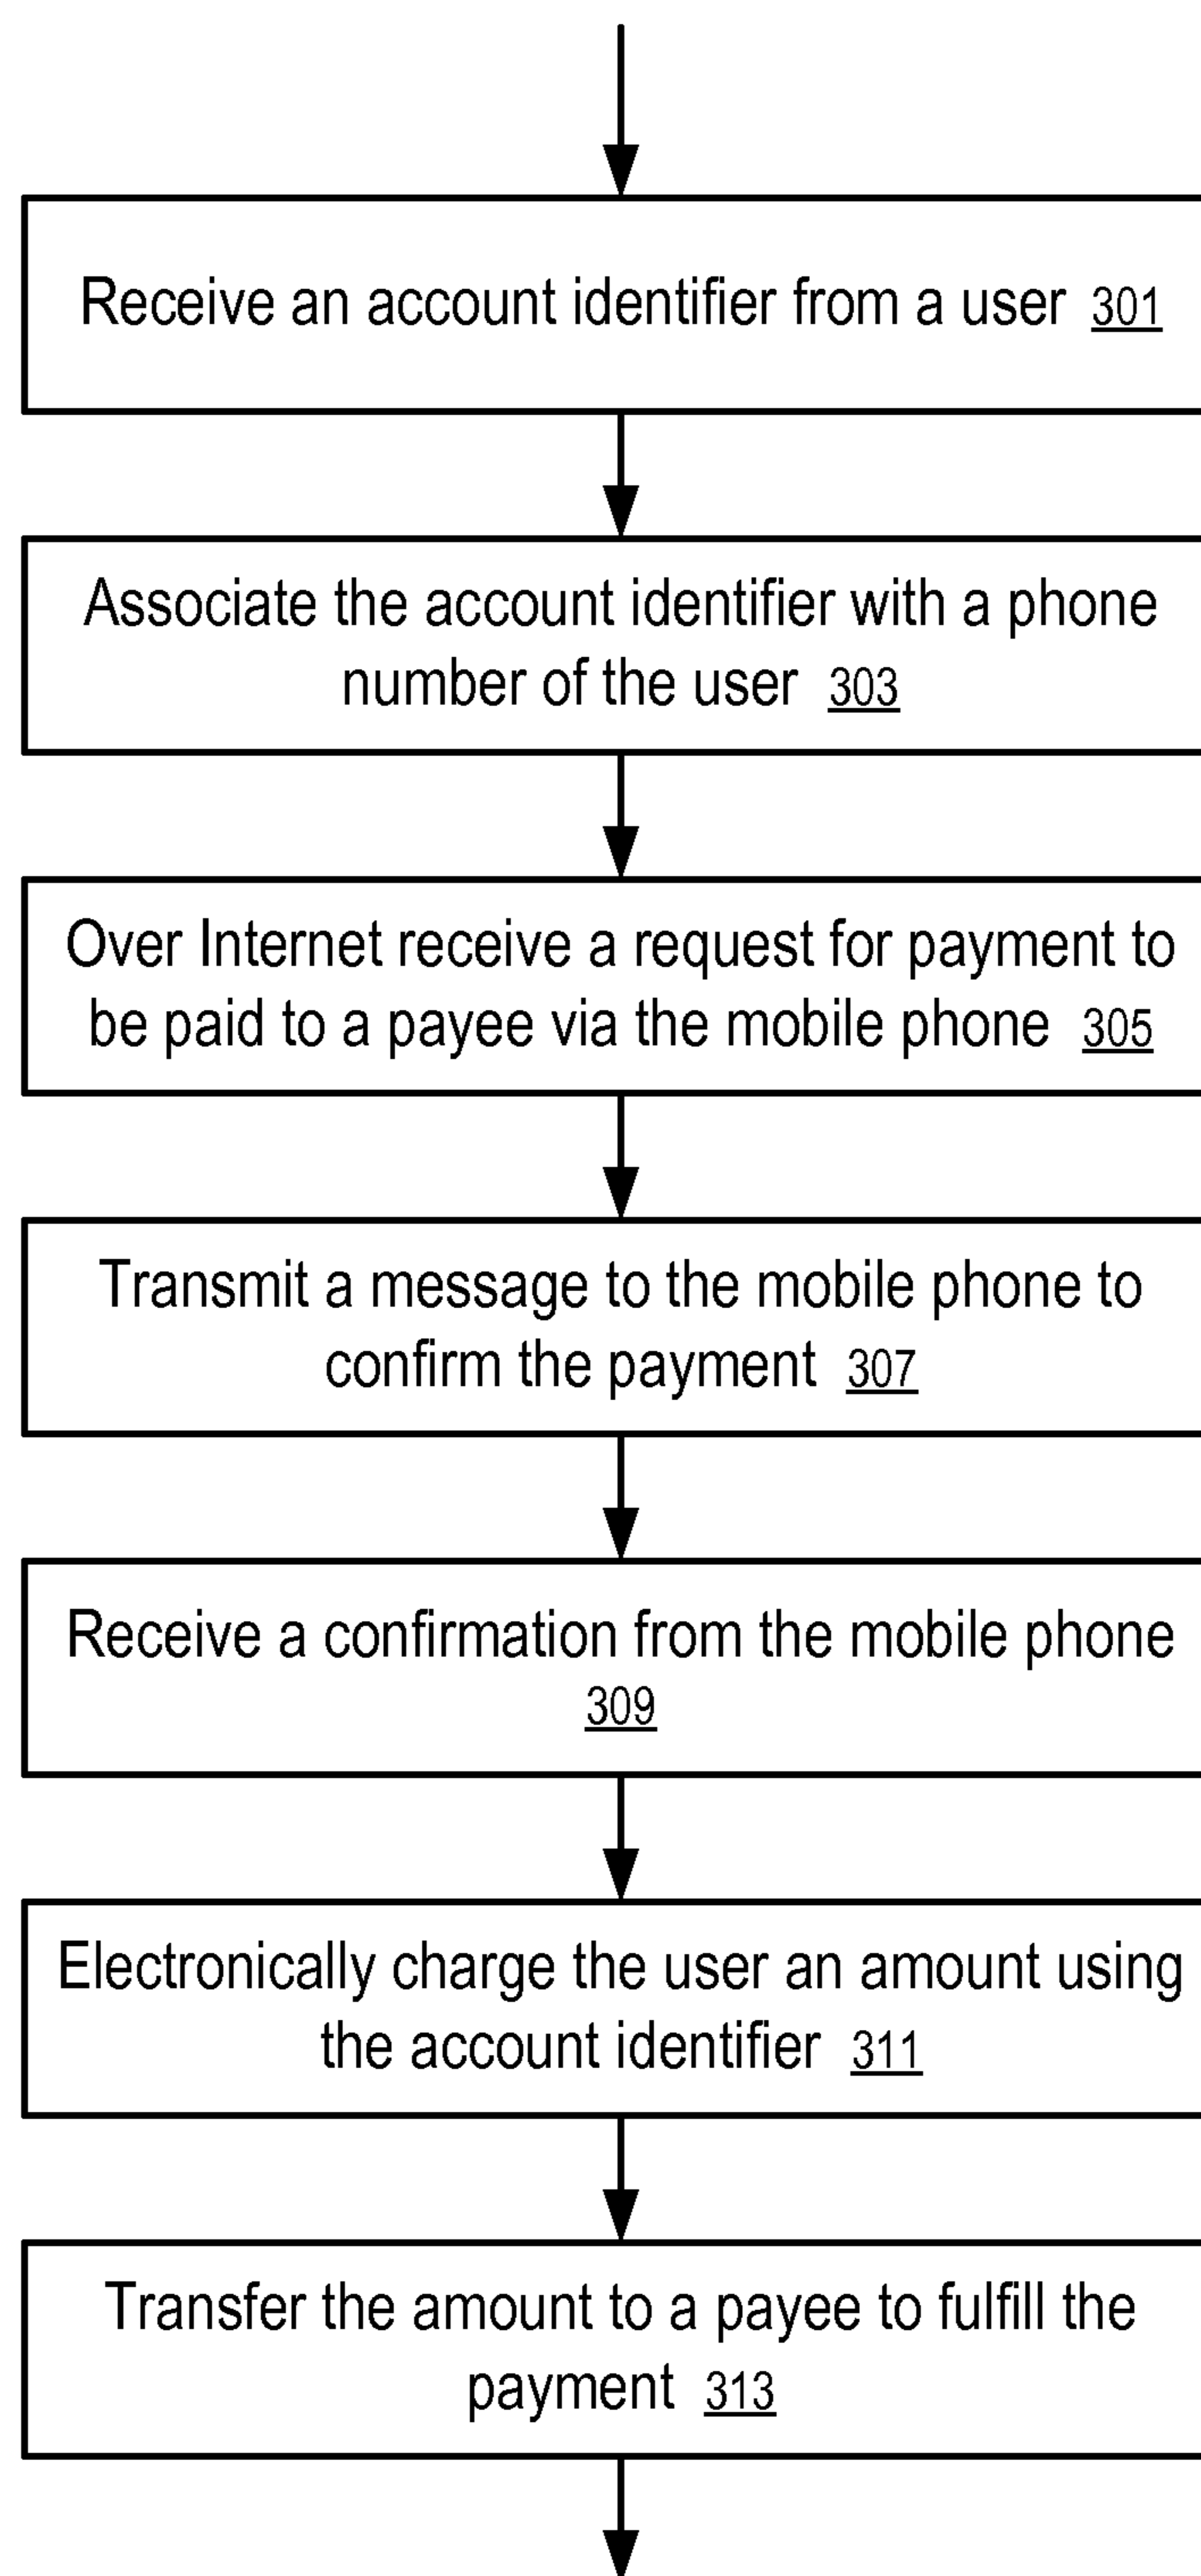 Receive an account identifier from a user 301
Associate the account identifier with a phone
number of the user 303
Over Internet receive a request for payment to
be paid to a payee via the mobile phone 305
Transmit a message to the mobile phone to
confirm the payment 307
Receive a confirmation from the mobile phone
309
Electronically charge the user an amount using
the account identifier 311
Transfer the amount to a payee to fulfill the
payment 313